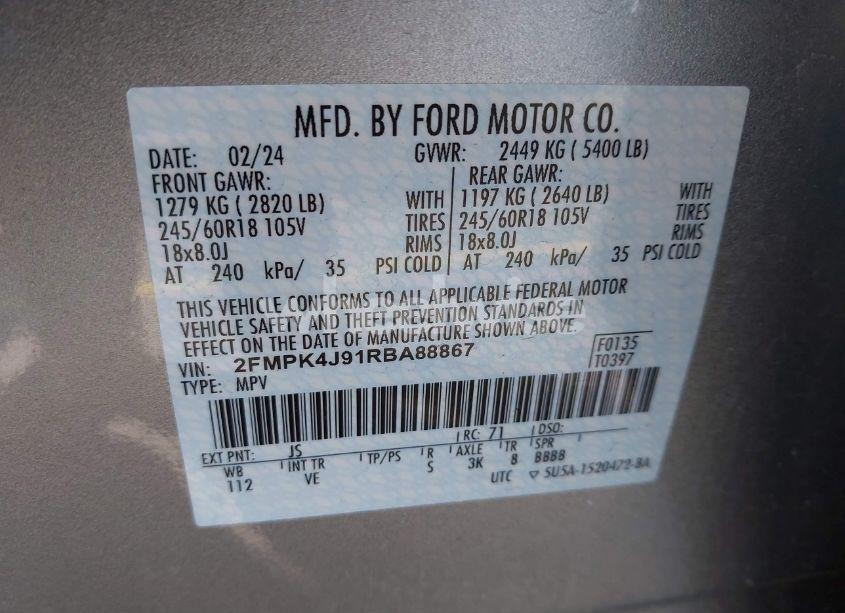 MFD. BY FORD MOTOR CO.
DATE: 02/24 GVWR: 2449 KG ( 5400 LB)
FRONT GAWR: REAR GAWR:
1279 KG ( 2820 LB) WITH 1197 KG ( 2640 LB) WITH
245/60R18 105V TIRES 245/60R18 105V TIRES
18x8.0J RIMS 18x8.0J RIMS
AT 240 kPa/ 35 PSI COLD AT 240 kPa/ 35 PSI COLD
THIS VEHICLE CONFORMS TO ALL APPLICABLE FEDERAL MOTOR
VEHICLE SAFETY AND THEFT PREVENTION STANDARDS IN
EFFECT ON THE DATE OF MANUFACTURE SHOWN ABOVE.
VIN: 2FMPK4J91RBA88867 F0135
TYPE: MPV T0397
EXT PNT: JS RC: 71 DSO:
WB INT TR TP/PS R AXLE TR SPR
112 VE S 3K 8 BBBB
UTC ▽ 5U5A-1520472-BA